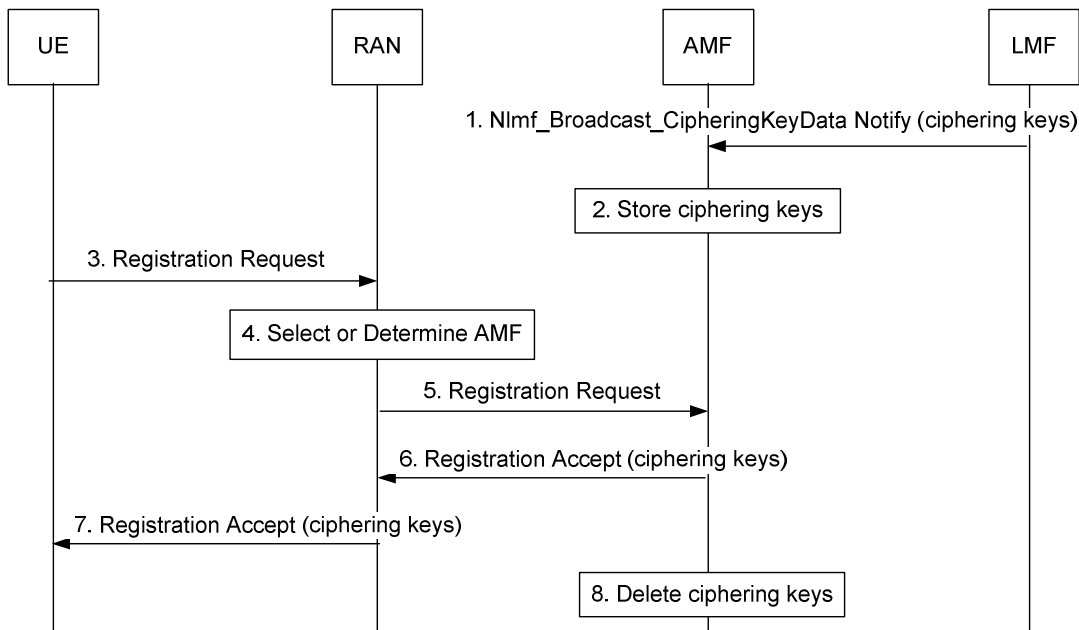 UE
RAN
AMF
LMF
1. Nlmf_Broadcast_CipheringKeyData Notify (ciphering keys)
2. Store ciphering keys
3. Registration Request
4. Select or Determine AMF
5. Registration Request
6. Registration Accept (ciphering keys)
7. Registration Accept (ciphering keys)
8. Delete ciphering keys